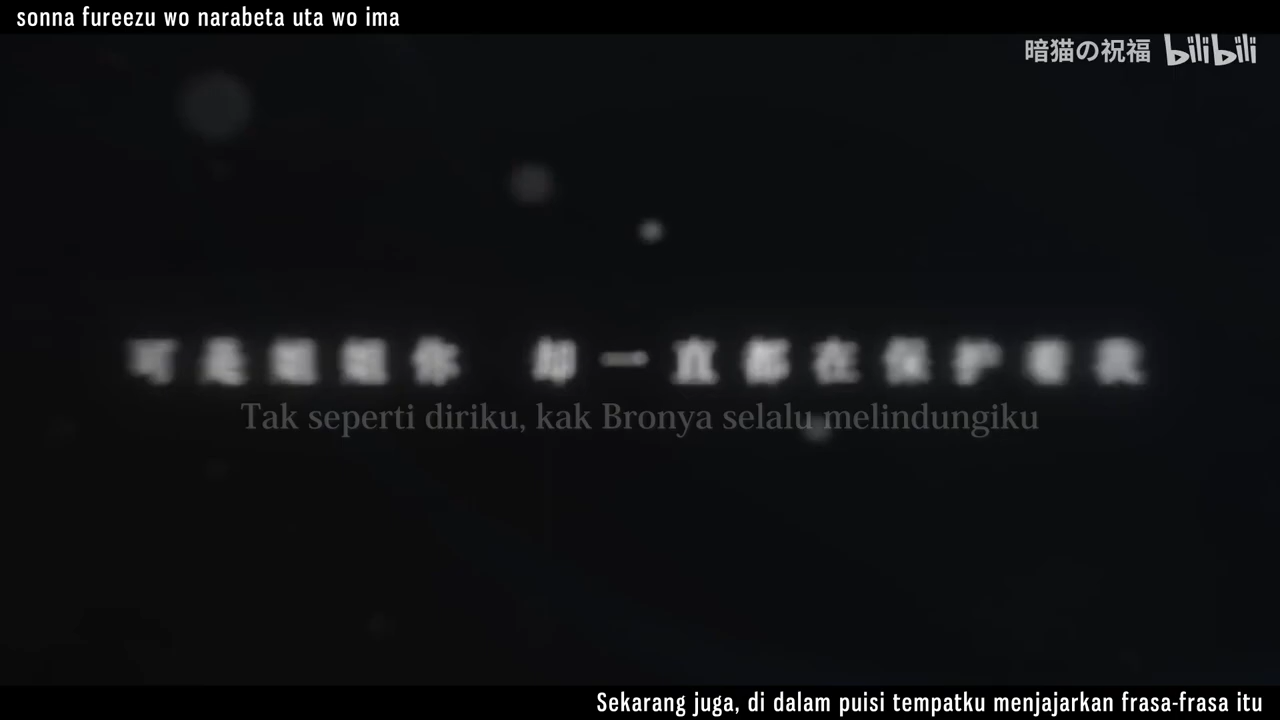 sonna fureezu wo narabeta uta wo ima
暗猫の祝福 bilibili
可是姐姐你 却一直都在保护着我
Tak seperti diriku, kak Bronya selalu melindungiku
Sekarang juga, di dalam puisi tempatku menjajarkan frasa-frasa itu